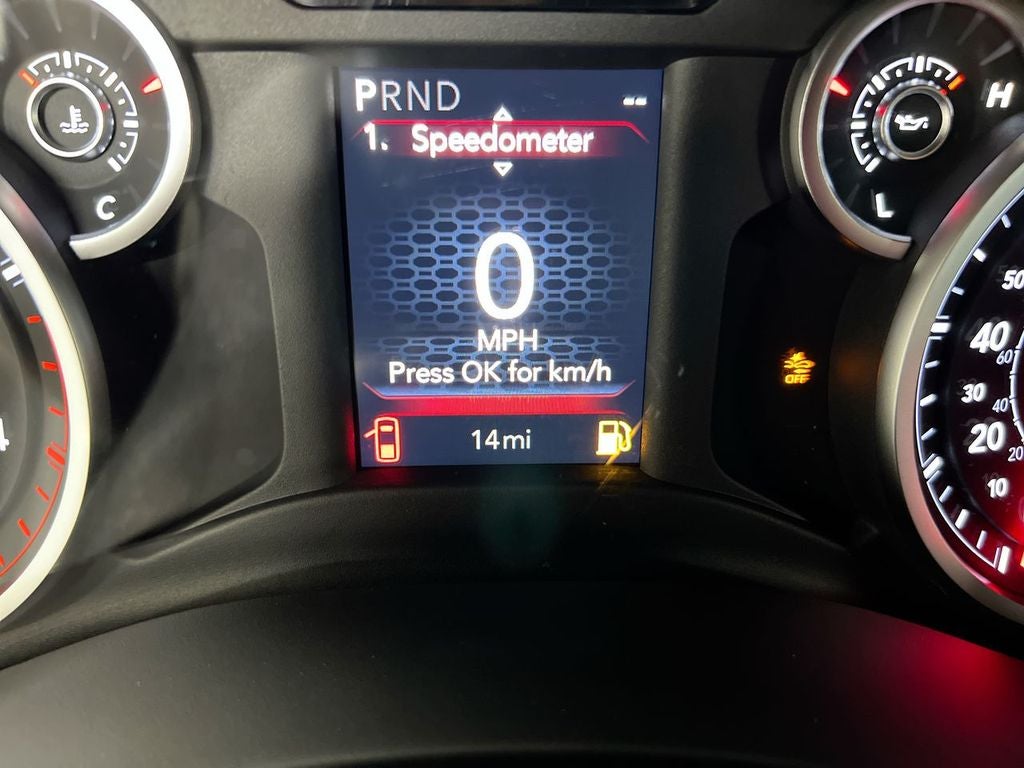 PRND
--
1. Speedometer
0
MPH
Press OK for km/h
14mi
C
H
L
OFF
50
40
60
30
40
20
20
10